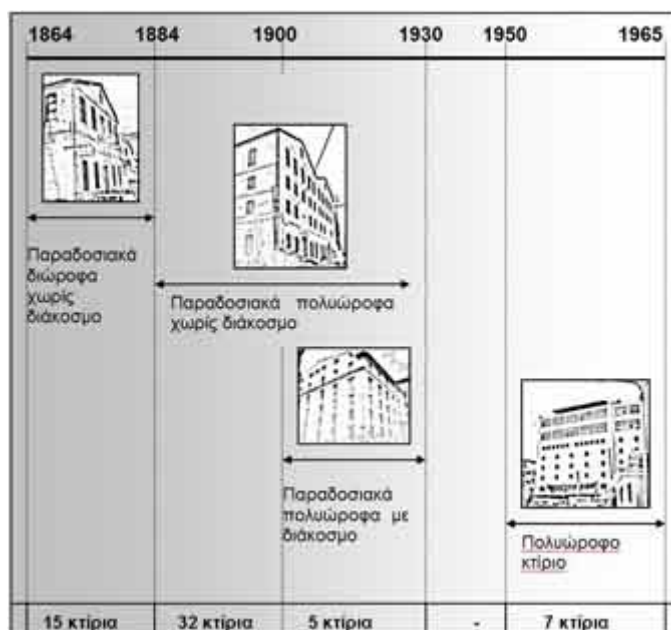 1864 1884 1900 1930 1950 1965
Παραδοσιακά
διώροφα
χωρίς
διάκοσμο
Παραδοσιακά πολυώροφα
χωρίς διάκοσμο
Παραδοσιακά
πολυώροφα με
διάκοσμο
Πολυώροφο
κτίριο
15 κτίρια 32 κτίρια 5 κτίρια - 7 κτίρια